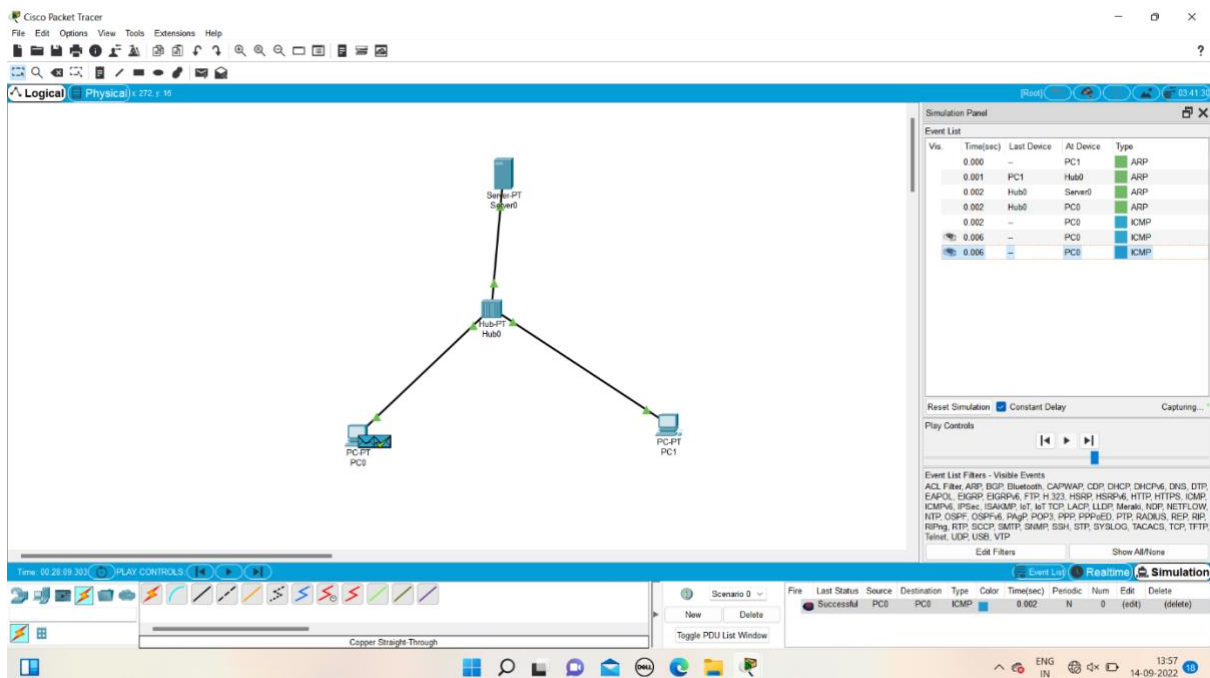 Cisco Packet Tracer
File Edit Options View Tools Extensions Help
?
Logical Physical x: 272, y: 16 [Root] 03:41:30
Server-PT
Server0
Hub-PT
Hub0
PC-PT
PC0
PC-PT
PC1
Simulation Panel
Event List
Vis. Time(sec) Last Device At Device Type
0.000 -- PC1 ARP
0.001 PC1 Hub0 ARP
0.002 Hub0 Server0 ARP
0.002 Hub0 PC0 ARP
0.002 -- PC0 ICMP
0.006 -- PC0 ICMP
0.006 -- PC0 ICMP
Reset Simulation Constant Delay Capturing...
Play Controls
Event List Filters - Visible Events
ACL Filter, ARP, BGP, Bluetooth, CAPWAP, CDP, DHCP, DHCPv6, DNS, DTP,
EAPOL, EIGRP, EIGRPv6, FTP, H.323, HSRP, HSRPv6, HTTP, HTTPS, ICMP,
ICMPv6, IPSec, ISAKMP, IoT, IoT TCP, LACP, LLDP, Meraki, NDP, NETFLOW,
NTP, OSPF, OSPFv6, PAgP, POP3, PPP, PPPoED, PTP, RADIUS, REP, RIP,
RIPng, RTP, SCCP, SMTP, SNMP, SSH, STP, SYSLOG, TACACS, TCP, TFTP,
Telnet, UDP, USB, VTP
Edit Filters Show All/None
Time: 00:28:09.303 PLAY CONTROLS: Event List Realtime Simulation
Scenario 0
New Delete
Toggle PDU List Window
Fire Last Status Source Destination Type Color Time(sec) Periodic Num Edit Delete
Successful PC0 PC0 ICMP 0.002 N 0 (edit) (delete)
Copper Straight-Through
DELL
ENG
IN
13:57
14-09-2022
18